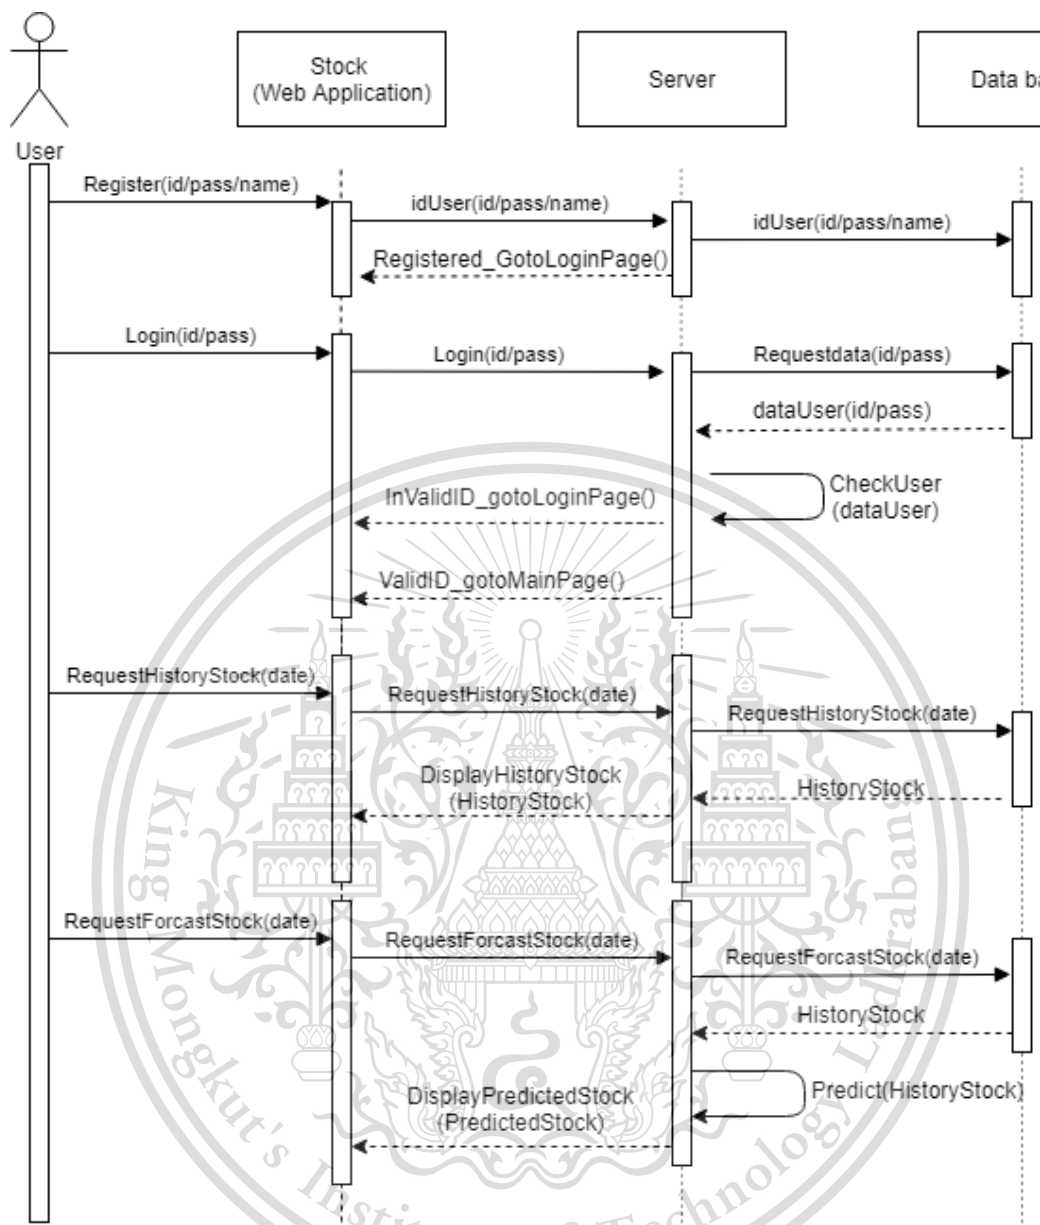 Stock
(Web Application)
Server
Data ba
User
Register(id/pass/name)
idUser(id/pass/name)
idUser(id/pass/name)
Registered_GotoLoginPage()
Login(id/pass)
Login(id/pass)
Requestdata(id/pass)
dataUser(id/pass)
CheckUser
(dataUser)
InValidID_gotoLoginPage()
ValidID_gotoMainPage()
RequestHistoryStock(date)
RequestHistoryStock(date)
RequestHistoryStock(date)
HistoryStock
DisplayHistoryStock
(HistoryStock)
RequestForcastStock(date)
RequestForcastStock(date)
RequestForcastStock(date)
HistoryStock
Predict(HistoryStock)
DisplayPredictedStock
(PredictedStock)
King Mongkut's Institute of Technology Ladkrabang